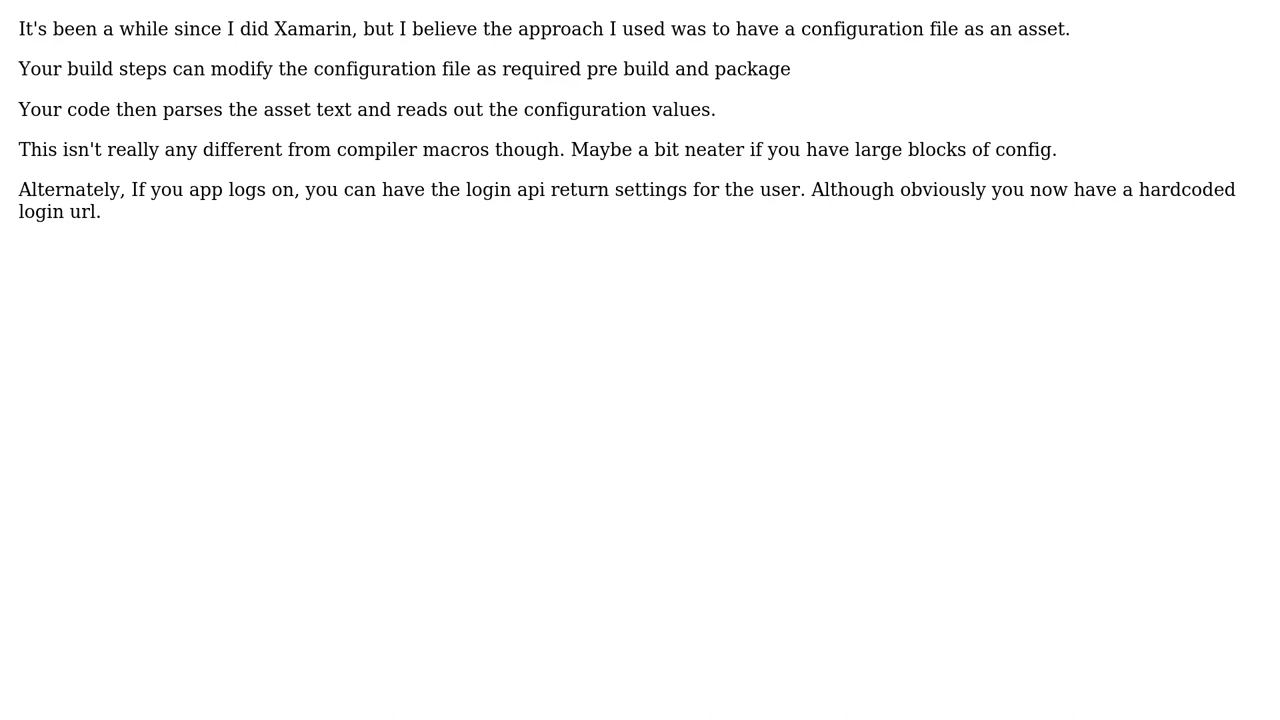 It's been a while since I did Xamarin, but I believe the approach I used was to have a configuration file as an asset.
Your build steps can modify the configuration file as required pre build and package
Your code then parses the asset text and reads out the configuration values.
This isn't really any different from compiler macros though. Maybe a bit neater if you have large blocks of config.
Alternately, If you app logs on, you can have the login api return settings for the user. Although obviously you now have a hardcoded
login url.